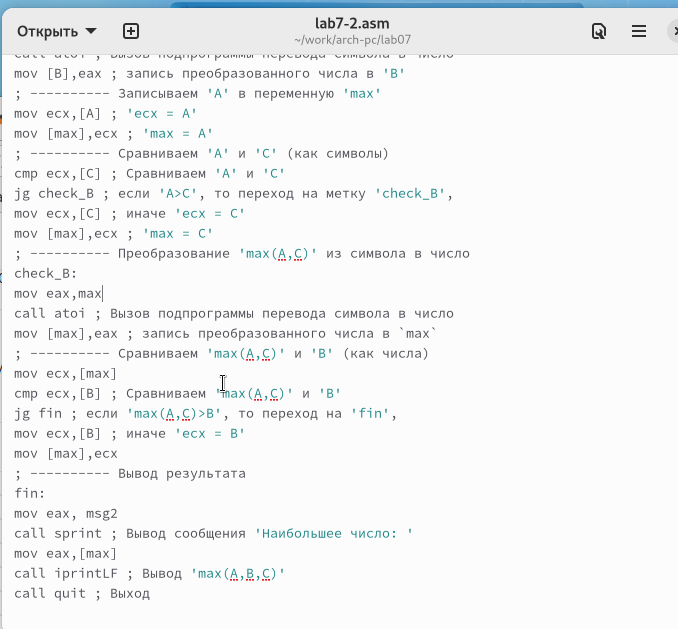 Открыть
lab7-2.asm
~/work/arch-pc/lab07
call atoi ; Вызов подпрограммы перевода символа в число
mov [B],eax ; запись преобразованного числа в 'B'
; ---------- Записываем 'A' в переменную 'max'
mov ecx,[A] ; 'ecx = A'
mov [max],ecx ; 'max = A'
; ---------- Сравниваем 'A' и 'C' (как символы)
cmp ecx,[C] ; Сравниваем 'A' и 'C'
jg check_B ; если 'A>C', то переход на метку 'check_B',
mov ecx,[C] ; иначе 'ecx = C'
mov [max],ecx ; 'max = C'
; ---------- Преобразование 'max(A,C)' из символа в число
check_B:
mov eax,max
call atoi ; Вызов подпрограммы перевода символа в число
mov [max],eax ; запись преобразованного числа в `max`
; ---------- Сравниваем 'max(A,C)' и 'B' (как числа)
mov ecx,[max]
cmp ecx,[B] ; Сравниваем 'max(A,C)' и 'B'
jg fin ; если 'max(A,C)>B', то переход на 'fin',
mov ecx,[B] ; иначе 'ecx = B'
mov [max],ecx
; ---------- Вывод результата
fin:
mov eax, msg2
call sprint ; Вывод сообщения 'Наибольшее число: '
mov eax,[max]
call iprintLF ; Вывод 'max(A,B,C)'
call quit ; Выход